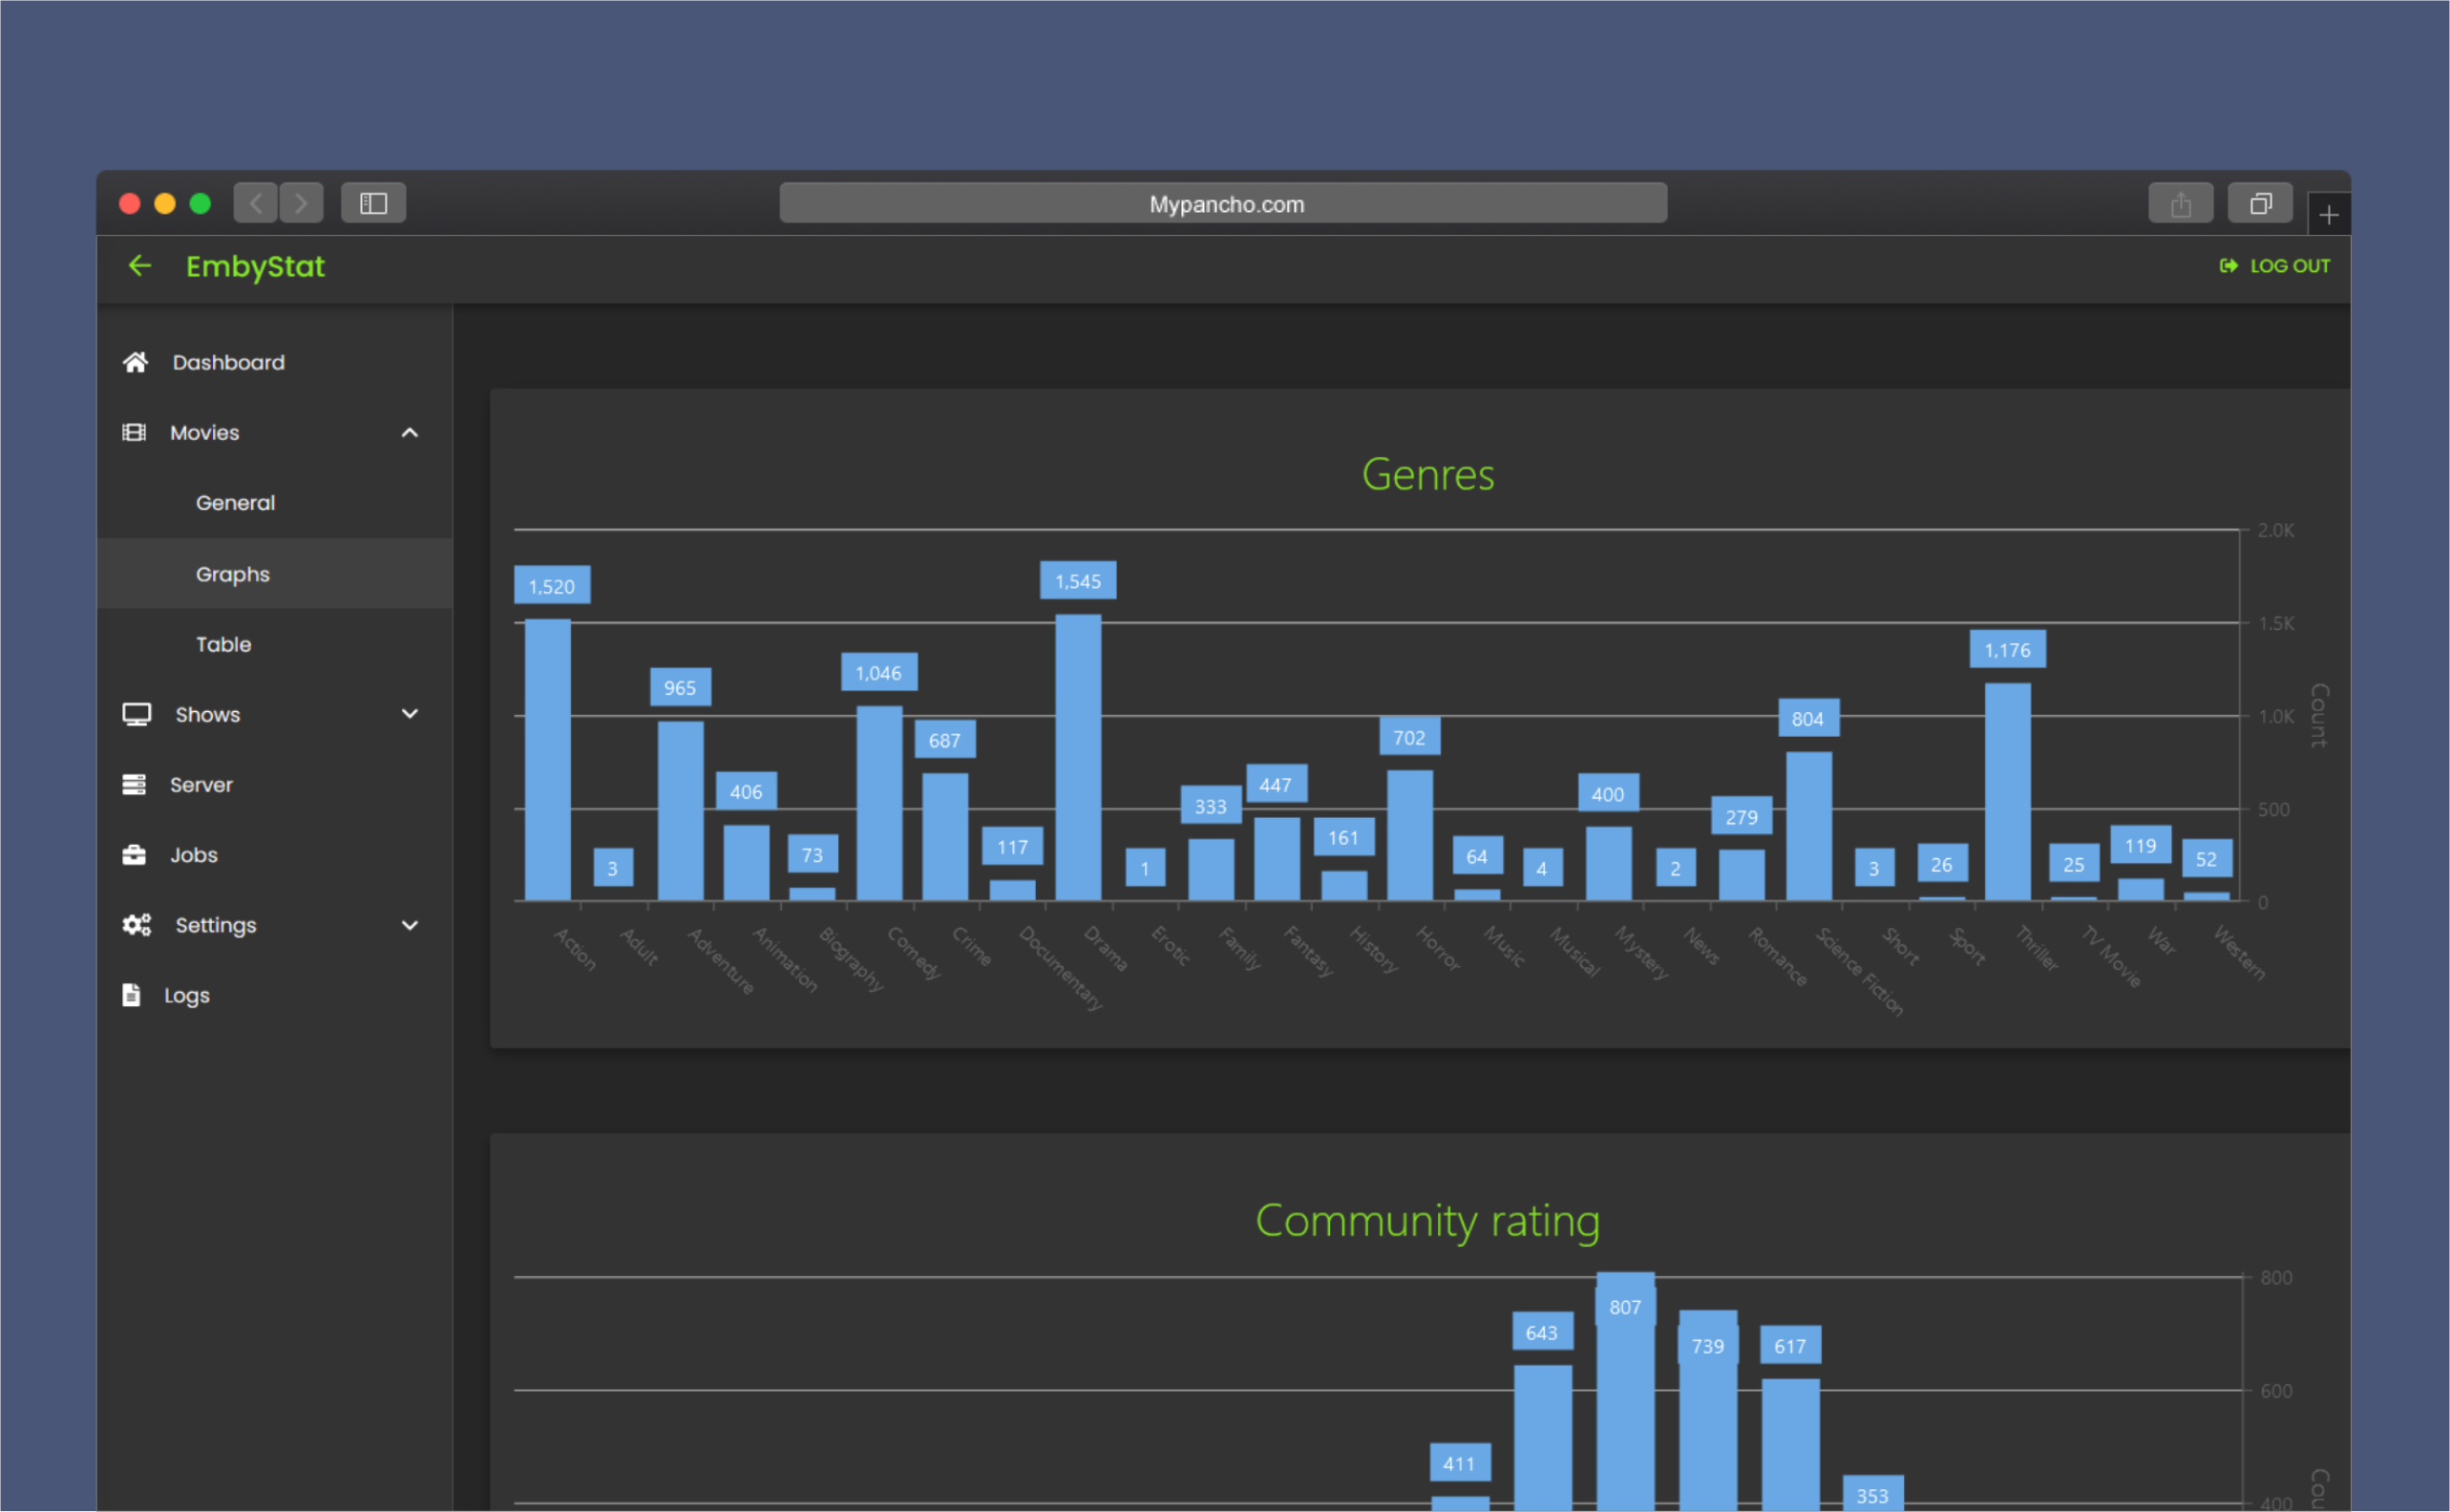 Mypancho.com
EmbyStat
LOG OUT
Dashboard
Movies
General
Graphs
Table
Shows
Server
Jobs
Settings
Logs
Genres
2.0K
1.5K
1.0K
500
0
Count
1,520
3
965
406
73
1,046
687
117
1,545
1
333
447
161
702
64
4
400
2
279
804
3
26
1,176
25
119
52
Action
Adult
Adventure
Animation
Biography
Comedy
Crime
Documentary
Drama
Erotic
Family
Fantasy
History
Horror
Music
Musical
Mystery
News
Romance
Science Fiction
Short
Sport
Thriller
TV Movie
War
Western
Community rating
800
600
400
Cou
411
643
807
739
617
353